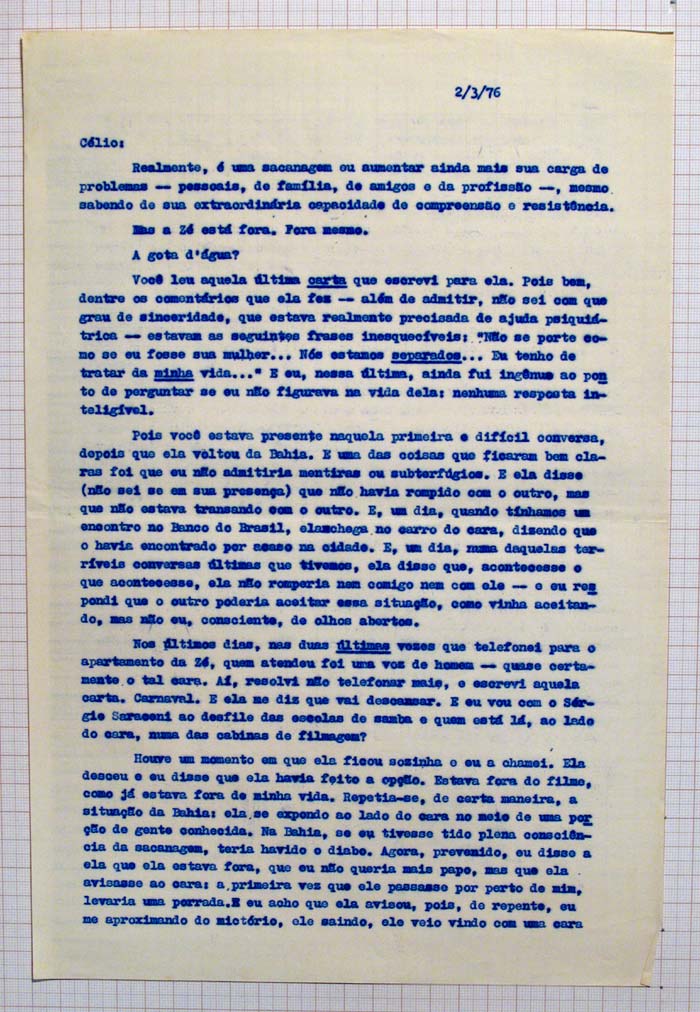 2/3/76
Célio:
Realmente, é uma sacanagem eu aumentar ainda mais sua carga de
problemas -- pessoais, de família, de amigos e da profissão --, mesmo
sabendo de sua extraordinária capacidade de compreensão e resistência.
Mas a Zé está fora. Fora mesmo.
A gota d'água?
Você leu aquela última carta que escrevi para ela. Pois bem,
dentre os comentários que ela fez -- além de admitir, não sei com que
grau de sinceridade, que estava realmente precisada de ajuda psiquiá-
trica -- estavam as seguintes frases inesquecíveis: "Não se porte co-
mo se eu fosse sua mulher... Nós estamos separados... Eu tenho de
tratar da minha vida..." E eu, nessa última, ainda fui ingênuo ao pon
to de perguntar se eu não figurava na vida dela: nenhuma resposta in-
teligível.
Pois você estava presente naquela primeira e difícil conversa,
depois que ela voltou da Bahia. E uma das coisas que ficaram bem cla-
ras foi que eu não admitiria mentiras ou subterfúgios. E ela disse
(não sei se em sua presença) que não havia rompido com o outro, mas
que não estava transando com o outro. E, um dia, quando tínhamos um
encontro no Banco do Brasil, elaxchega no carro do cara, dizendo que
o havia encontrado por acaso na cidade. E, um dia, numa daquelas ter-
ríveis conversas últimas que tivemos, ela disse que, acontecesse o
que acontecesse, ela não romperia nem comigo nem com ele -- e eu res
pondi que o outro poderia aceitar essa situação, como vinha aceitan-
do, mas não eu, consciente, de olhos abertos.
Nos últimos dias, nas duas últimas vezes que telefonei para o
apartamento da Zé, quem atendeu foi uma voz de homem -- quase certa-
mente o tal cara. Aí, resolvi não telefonar mais, e escrevi aquela
carta. Carnaval. E ela me diz que vai descansar. E eu vou com o Sér-
gio Saraceni ao desfile das escolas de samba e quem está lá, ao lado
do cara, numa das cabinas de filmagem?
Houve um momento em que ela ficou sozinha e eu a chamei. Ela
desceu e eu disse que ela havia feito a opção. Estava fora do filme,
como já estava fora de minha vida. Repetia-se, de certa maneira, a
situação da Bahia: ela se expondo ao lado do cara no meio de uma por
ção de gente conhecida. Na Bahia, se eu tivesse tido plena consciên-
cia da sacanagem, teria havido o diabo. Agora, prevenido, eu disse a
ela que ela estava fora, que eu não queria mais papo, mas que ela
avisasse ao cara: a primeira vez que ele passasse por perto de mim,
levaria uma porrada.E eu acho que ela avisou, pois, de repente, eu
me aproximando do mictório, ele saindo, ele veio vindo com uma cara